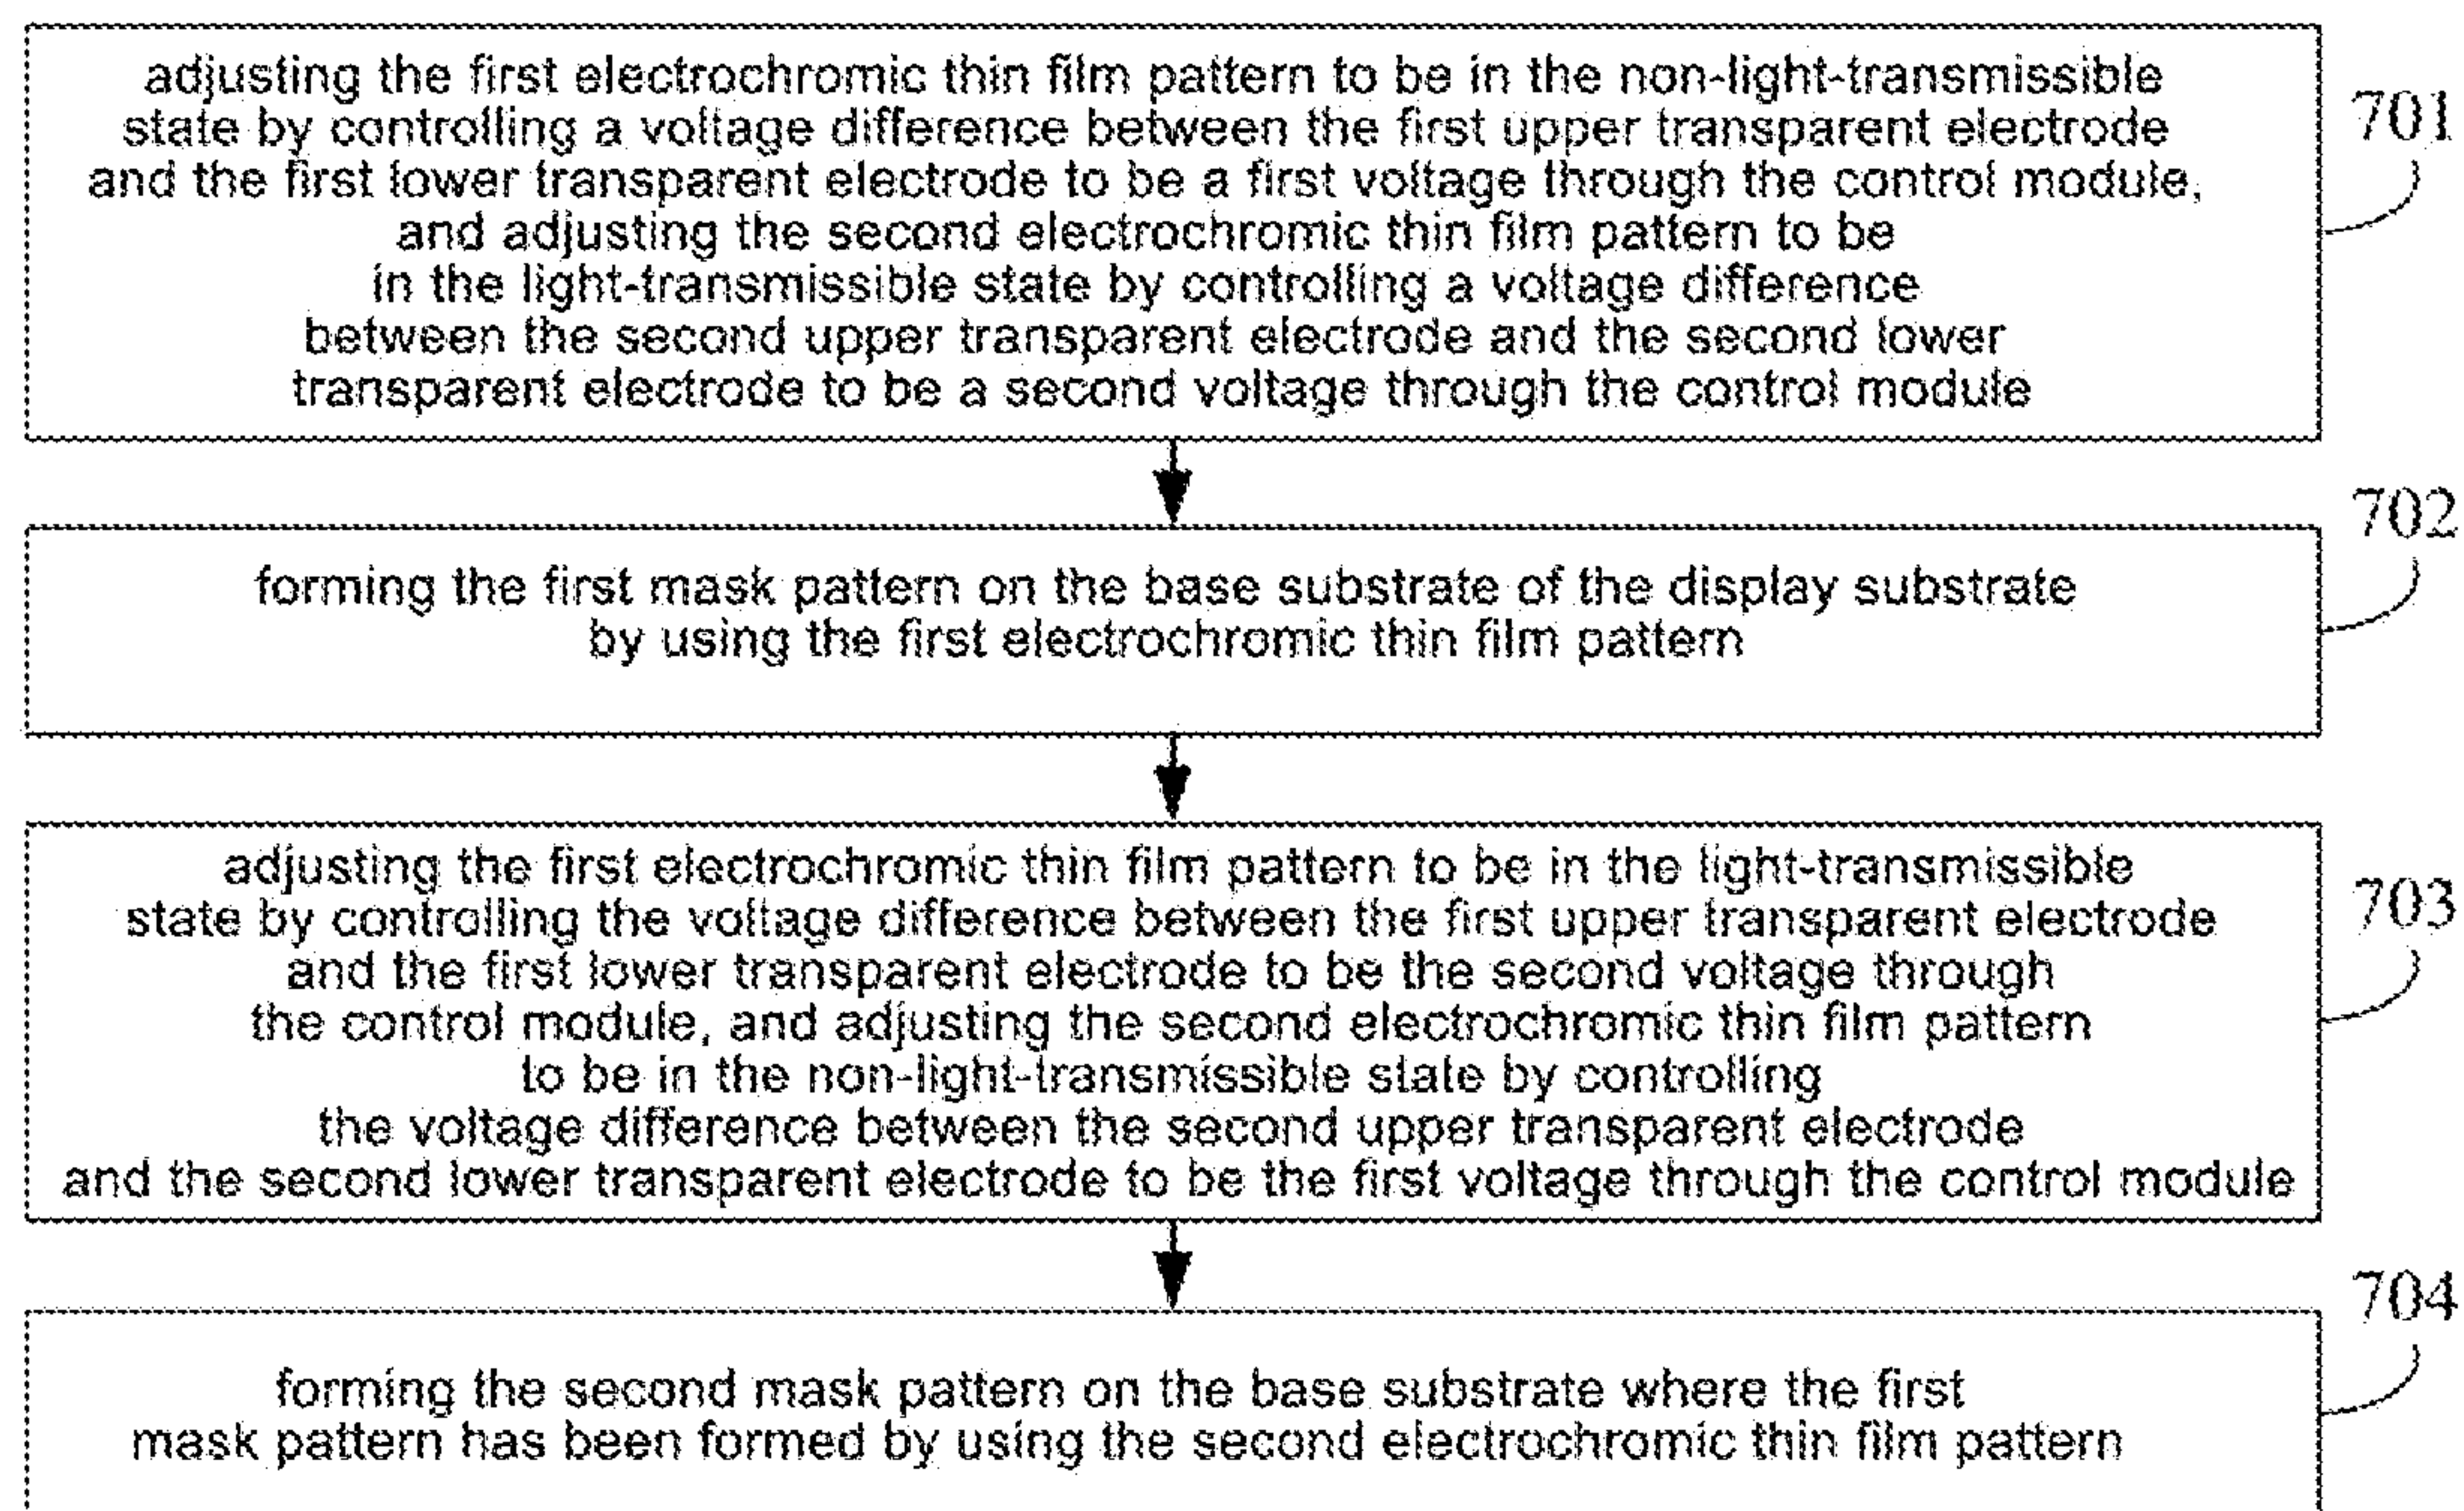 adjusting the first electrochromic thin film pattern to be in the non-light-transmissible
state by controlling a voltage difference between the first upper transparent electrode
and the first lower transparent electrode to be a first voltage through the control module,
and adjusting the second electrochromic thin film pattern to be
in the light-transmissible state by controlling a voltage difference
between the second upper transparent electrode and the second lower
transparent electrode to be a second voltage through the control module
701
forming the first mask pattern on the base substrate of the display substrate
by using the first electrochromic thin film pattern
702
adjusting the first electrochromic thin film pattern to be in the light-transmissible
state by controlling the voltage difference between the first upper transparent electrode
and the first lower transparent electrode to be the second voltage through
the control module, and adjusting the second electrochromic thin film pattern
to be in the non-light-transmissible state by controlling
the voltage difference between the second upper transparent electrode
and the second lower transparent electrode to be the first voltage through the control module
703
forming the second mask pattern on the base substrate where the first
mask pattern has been formed by using the second electrochromic thin film pattern
704